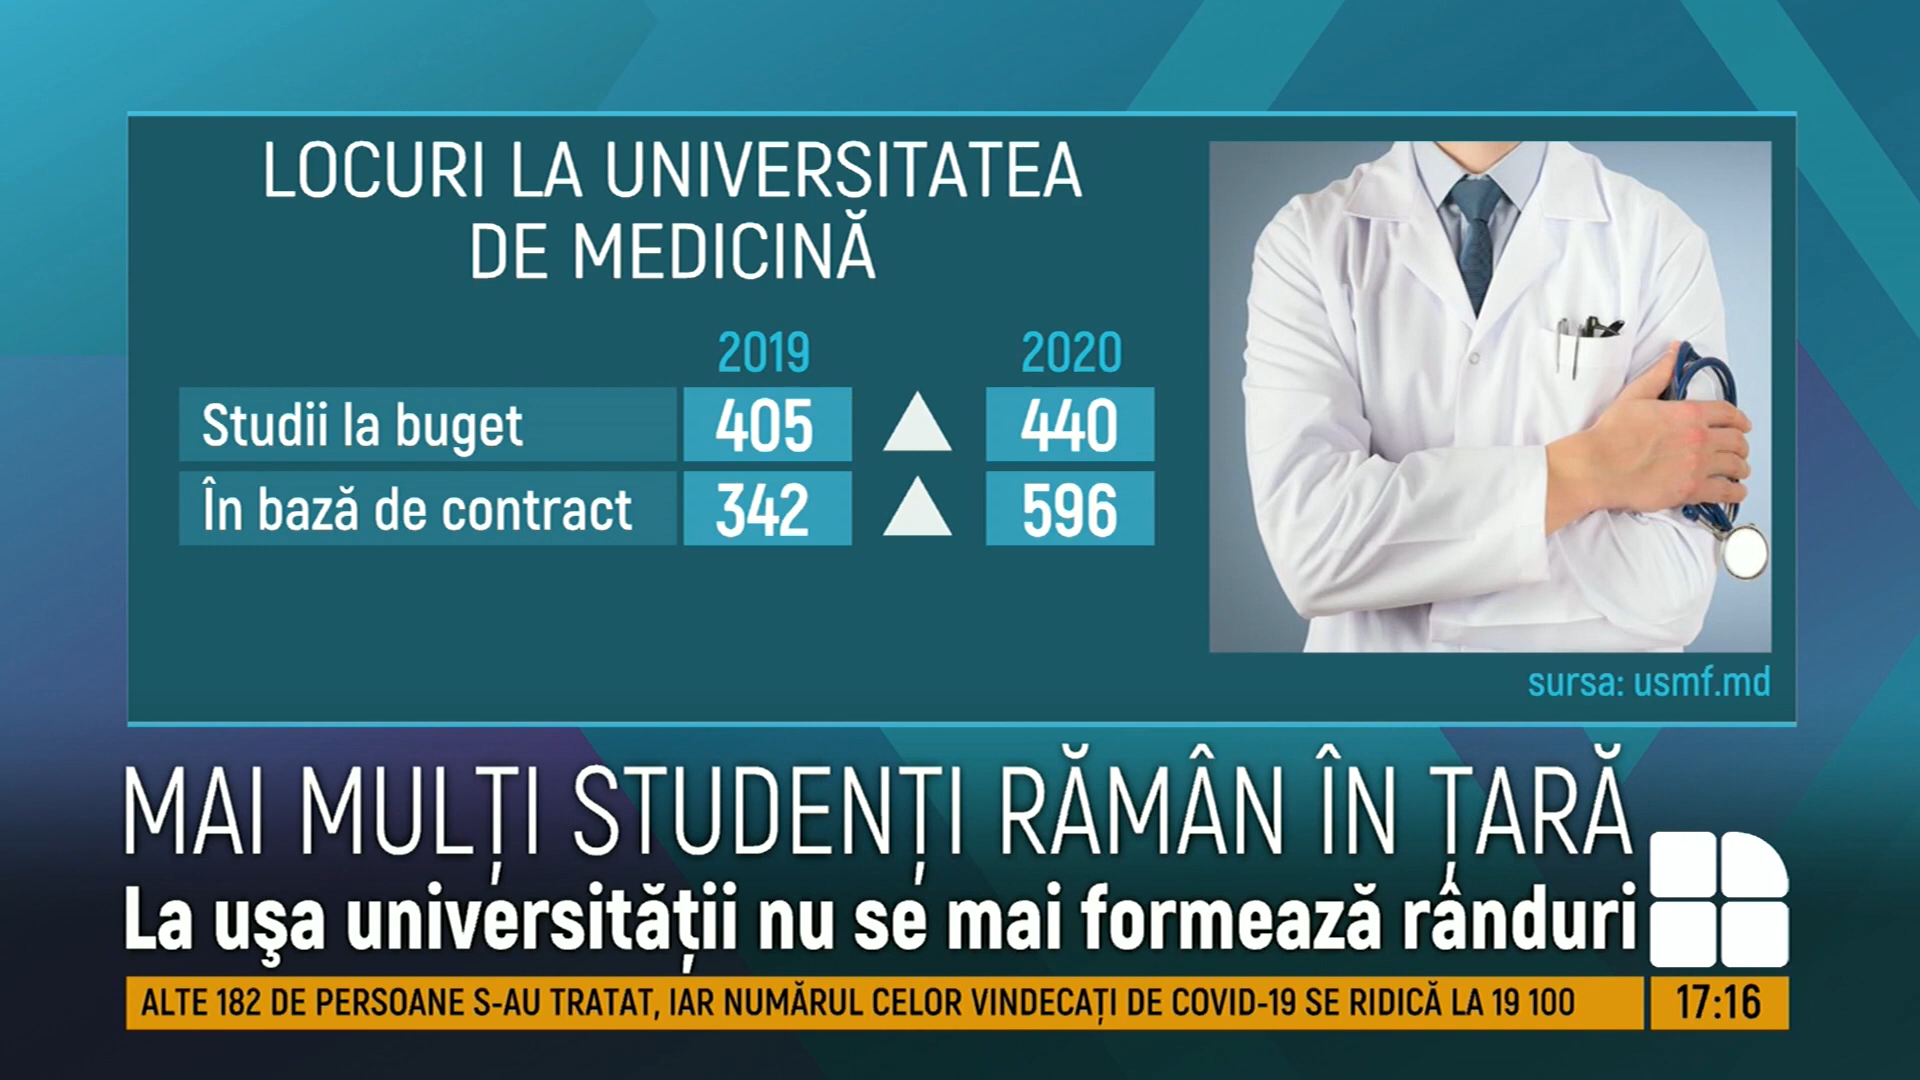 LOCURI LA UNIVERSITATEA
DE MEDICINĂ
2019 2020
Studii la buget 405 440
În bază de contract 342 596
sursa: usmf.md
MAI MULȚI STUDENȚI RĂMÂN ÎN ȚARĂ
La uşa universității nu se mai formează rânduri
ALTE 182 DE PERSOANE S-AU TRATAT, IAR NUMĂRUL CELOR VINDECAȚI DE COVID-19 SE RIDICĂ LA 19 100 17:16